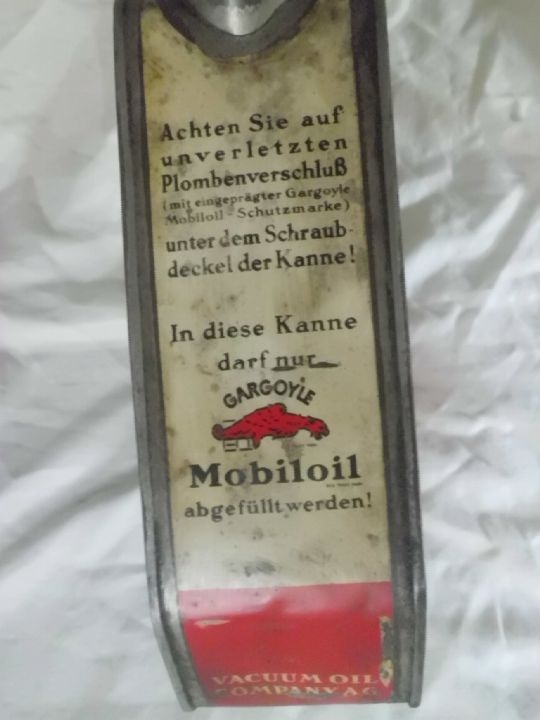 Achten Sie auf
unverletzten
Plombenverschluß
(mit eingeprägter Gargoyle
Mobiloil-Schutzmarke)
unter dem Schraub-
deckel der Kanne!
In diese Kanne
darf nur
GARGOYLE
Mobiloil
abgefüllt werden!
VACUUM OIL
COMPANY A.G.